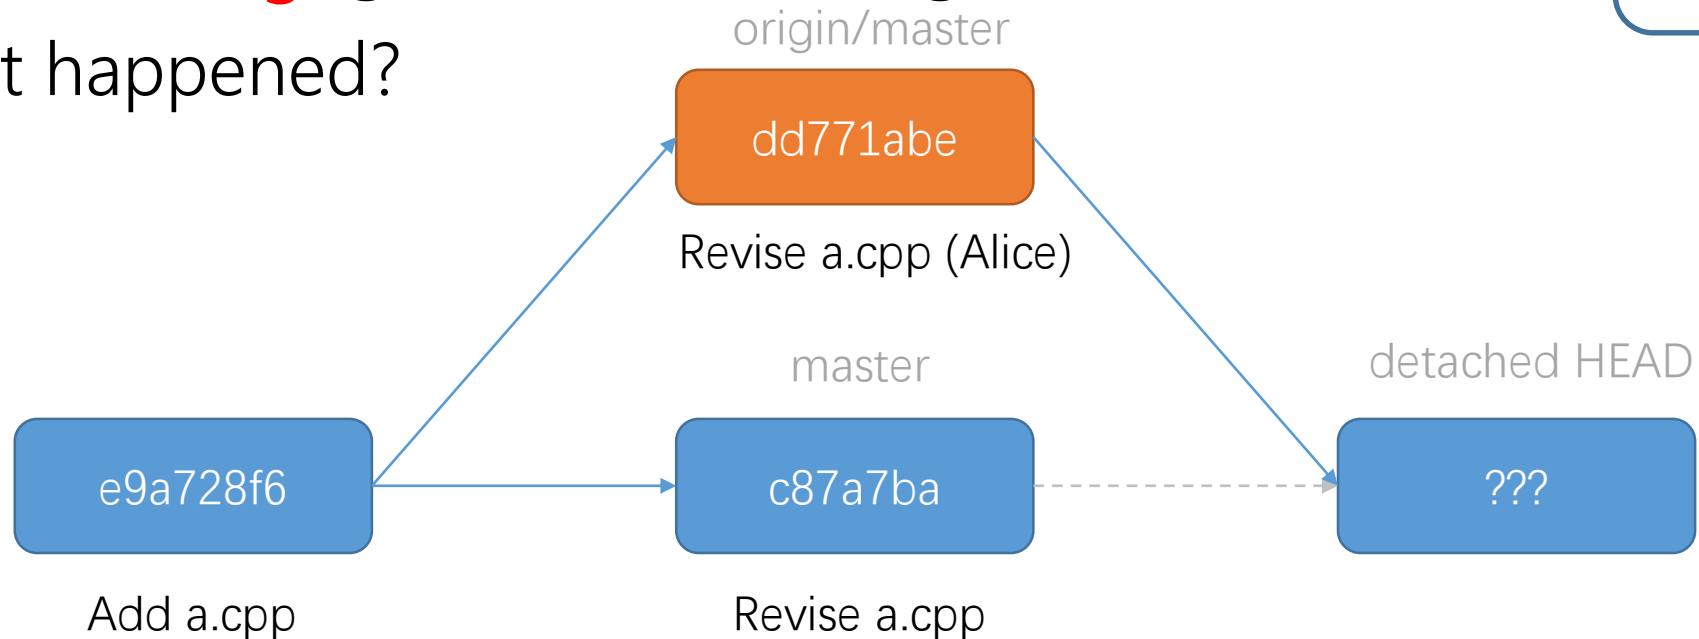 origin/master
t happened?
dd771abe
Revise a.cpp (Alice)
master
detached HEAD
e9a728f6
c87a7ba
???
Add a.cpp
Revise a.cpp